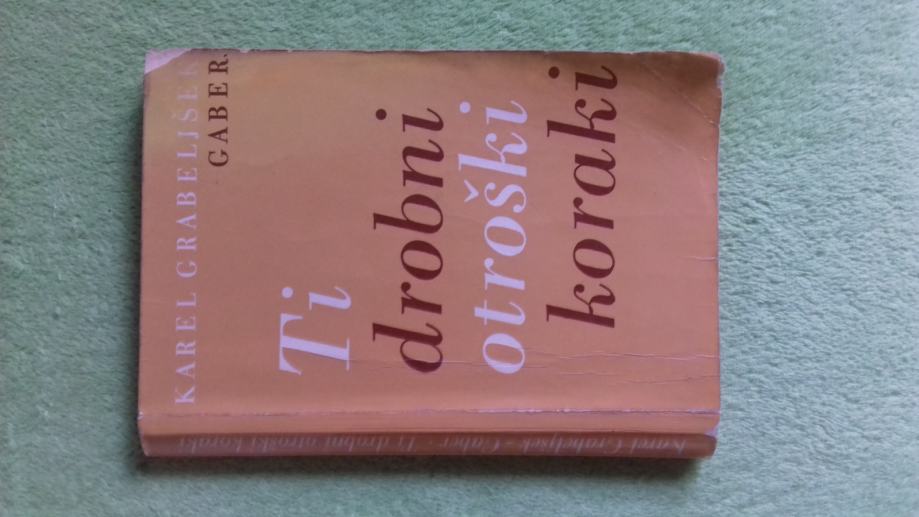 KAREL GRABELJŠEK
GABER
Ti
drobni
otroški
koraki
Karel Grabeljšek - Gaber Ti drobni otroški koraki